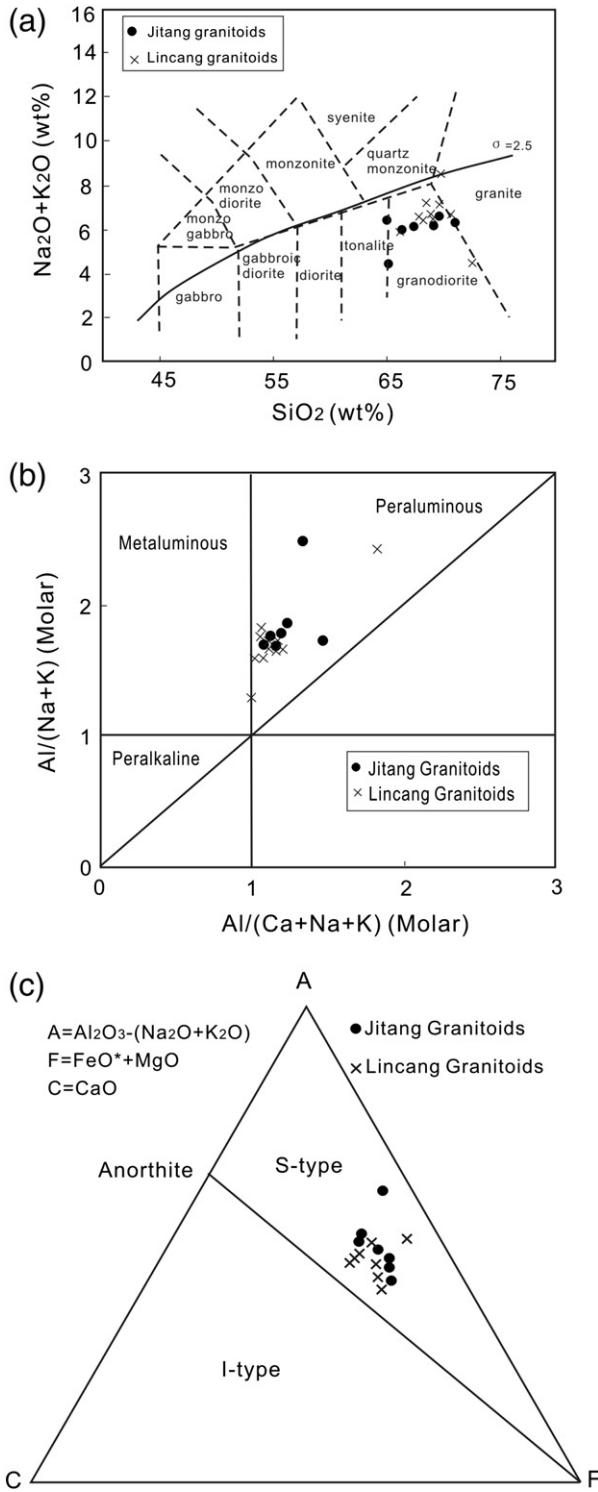 (a)
16
14
12
10
8
6
4
2
0
Na2O+K2O (wt%)
● Jitang granitoids
× Lincang granitoids
syenite
monzonite
quartz
monzonite
σ =2.5
monzo
diorite
granite
monzo
gabbro
gabbroic
diorite
diorite
tonalite
gabbro
granodiorite
45
55
65
75
SiO2 (wt%)
(b)
3
2
1
0
Al/(Na+K) (Molar)
Metaluminous
Peraluminous
Peralkaline
● Jitang Granitoids
× Lincang Granitoids
0
1
2
3
Al/(Ca+Na+K) (Molar)
(c)
A
A=Al2O3-(Na2O+K2O)
F=FeO*+MgO
C=CaO
● Jitang Granitoids
× Lincang Granitoids
Anorthite
S-type
I-type
C
F